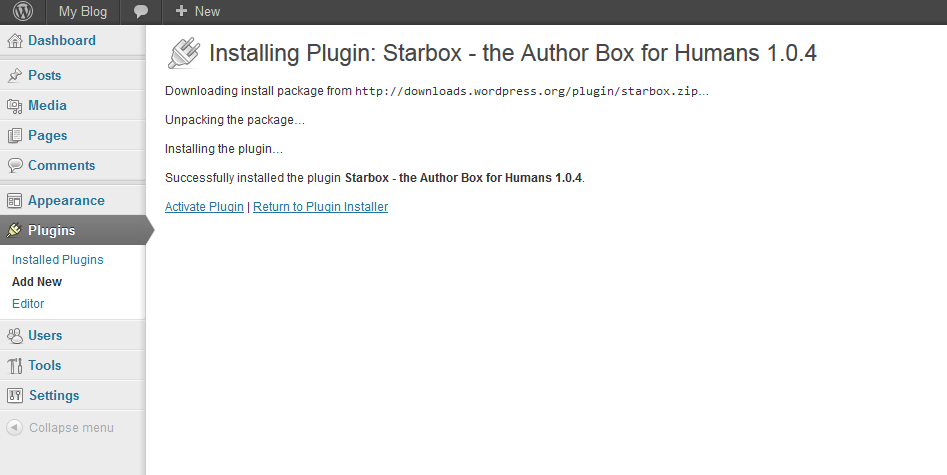 My Blog + New
Dashboard
Posts
Media
Pages
Comments
Appearance
Plugins
Installed Plugins
Add New
Editor
Users
Tools
Settings
Collapse menu
Installing Plugin: Starbox - the Author Box for Humans 1.0.4
Downloading install package from http://downloads.wordpress.org/plugin/starbox.zip…
Unpacking the package…
Installing the plugin…
Successfully installed the plugin Starbox - the Author Box for Humans 1.0.4.
Activate Plugin | Return to Plugin Installer